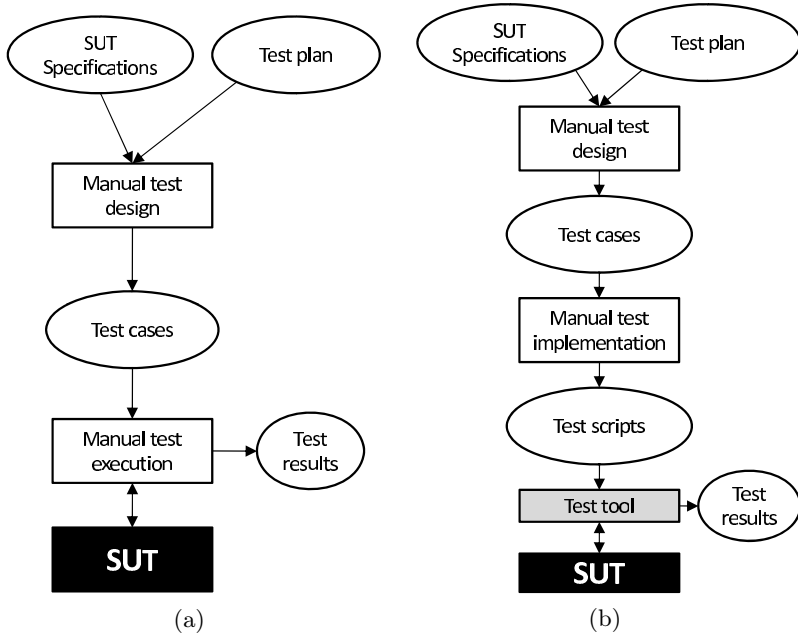 SUT
Specifications
Test plan
Manual test
design
Test cases
Manual test
execution
Test
results
SUT
(a)
SUT
Specifications
Test plan
Manual test
design
Test cases
Manual test
implementation
Test scripts
Test tool
Test
results
SUT
(b)